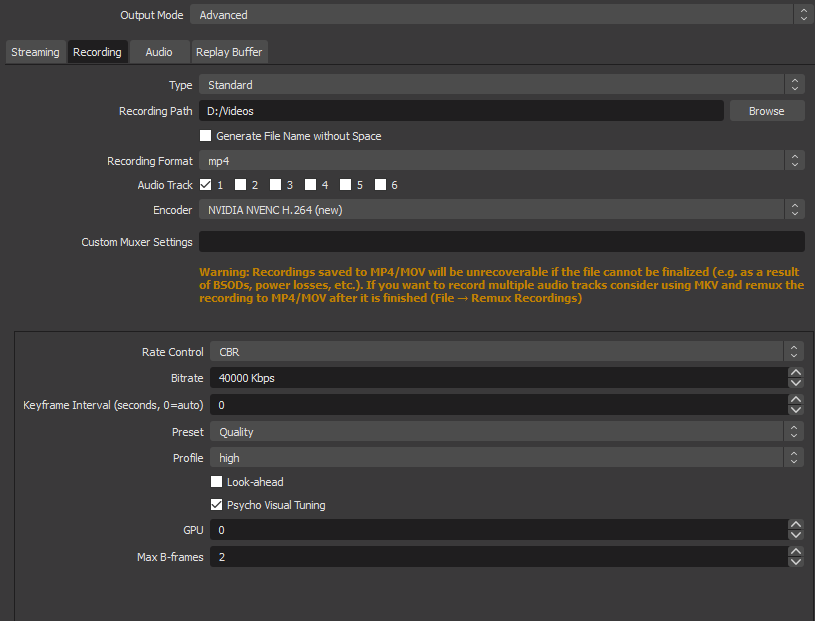 Output Mode Advanced
Streaming Recording Audio Replay Buffer
Type Standard
Recording Path D:/Videos Browse
Generate File Name without Space
Recording Format mp4
Audio Track 1 2 3 4 5 6
Encoder NVIDIA NVENC H.264 (new)
Custom Muxer Settings
Warning: Recordings saved to MP4/MOV will be unrecoverable if the file cannot be finalized (e.g. as a result
of BSODs, power losses, etc.). If you want to record multiple audio tracks consider using MKV and remux the
recording to MP4/MOV after it is finished (File → Remux Recordings)
Rate Control CBR
Bitrate 40000 Kbps
Keyframe Interval (seconds, 0=auto) 0
Preset Quality
Profile high
Look-ahead
Psycho Visual Tuning
GPU 0
Max B-frames 2